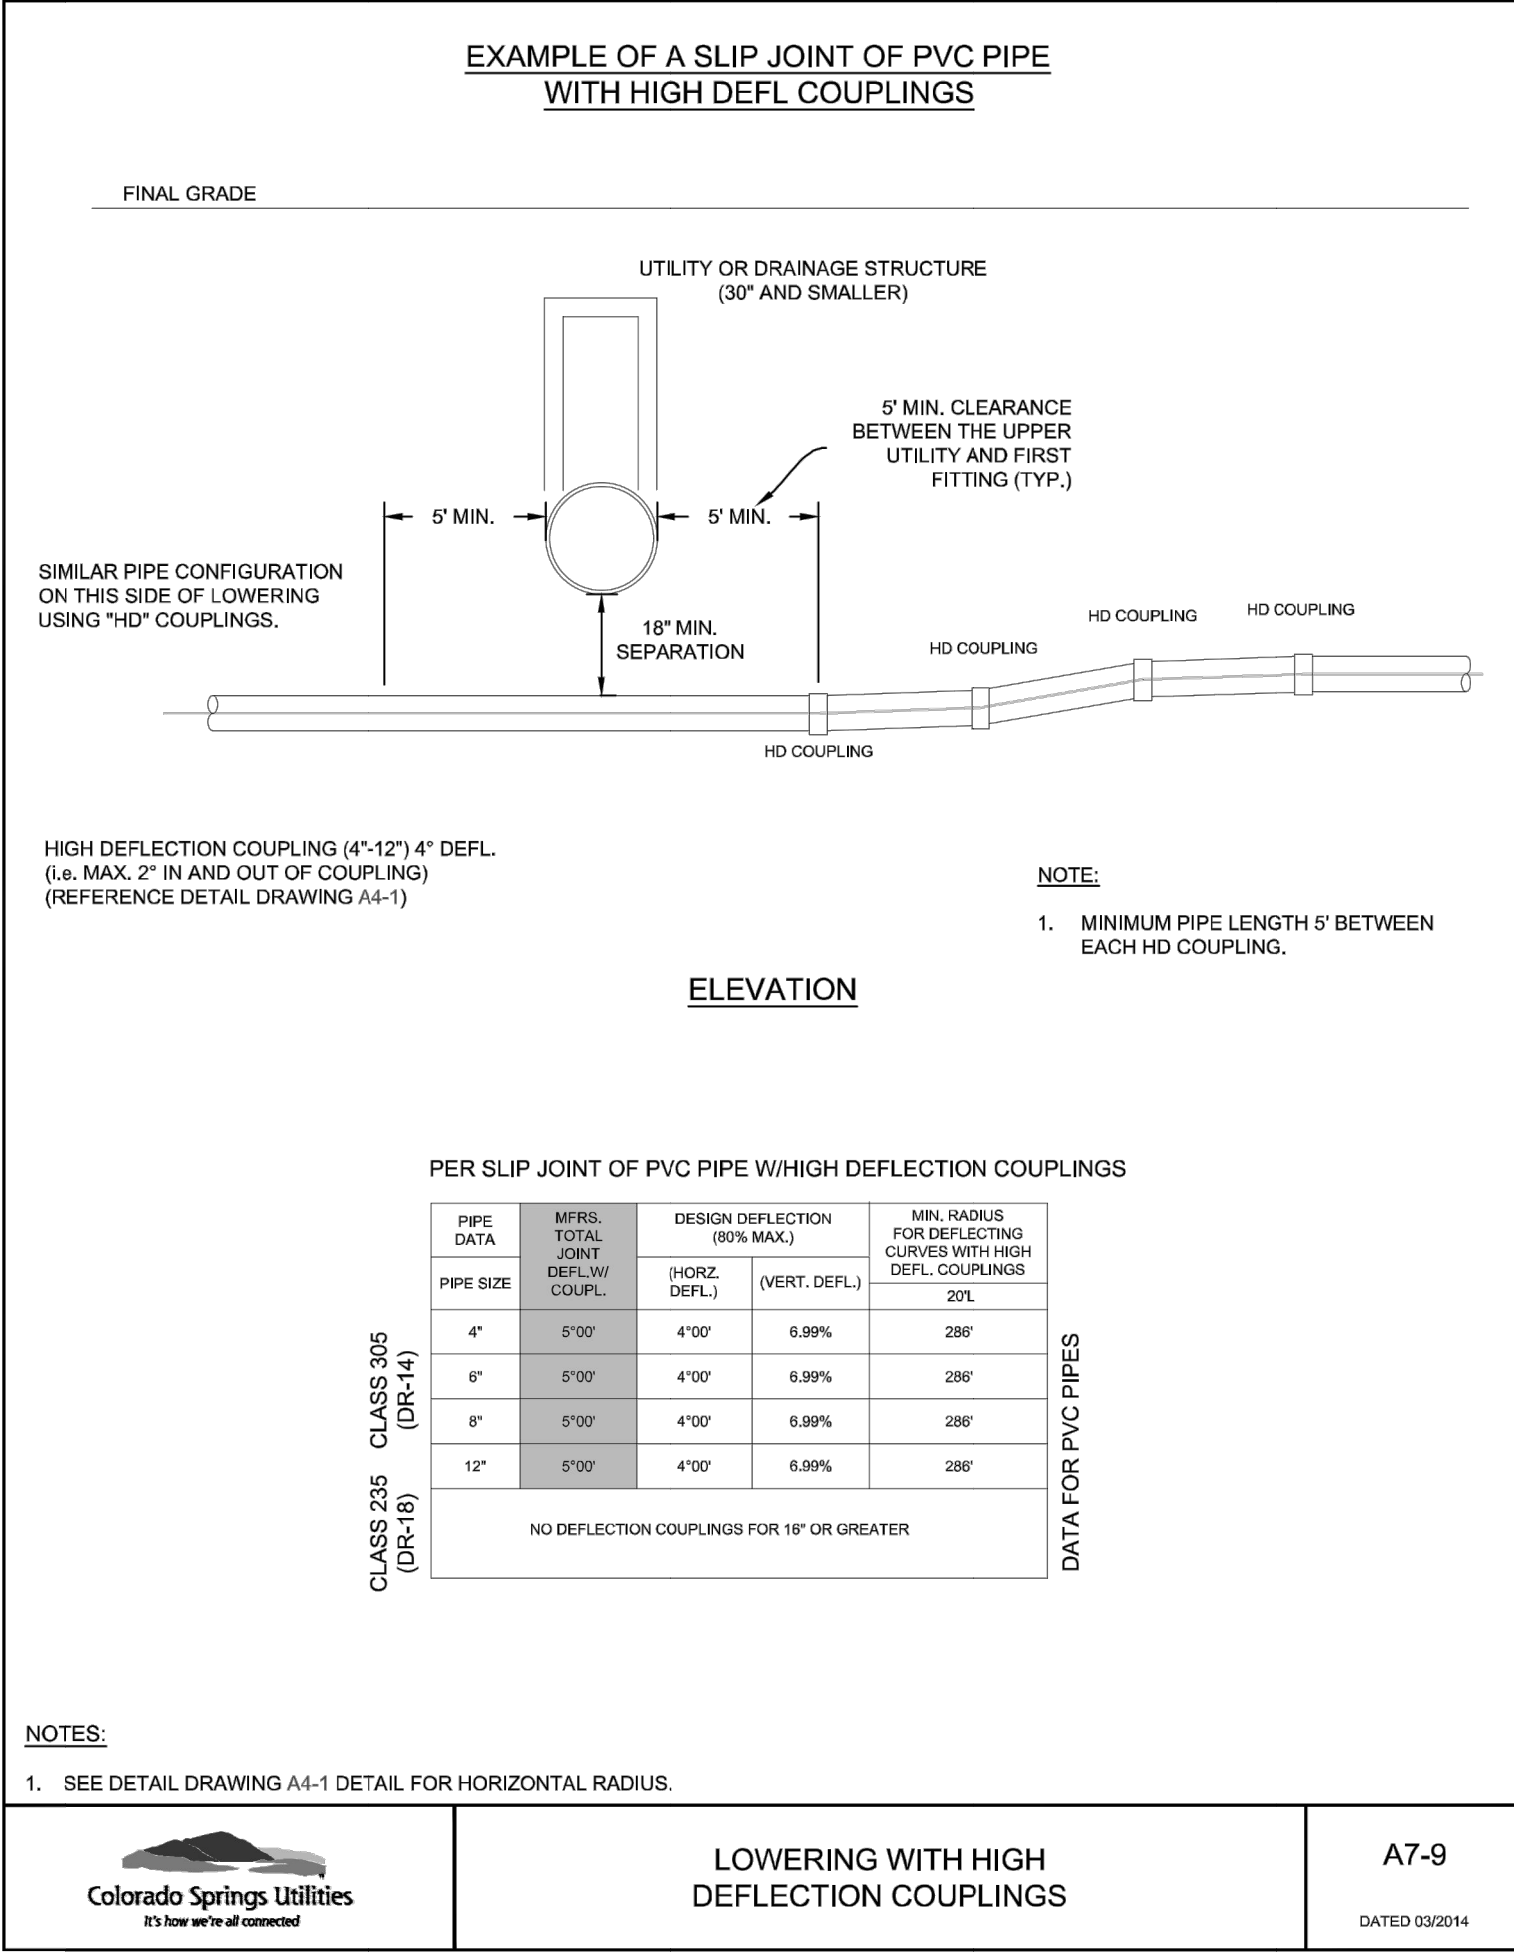 EXAMPLE OF A SLIP JOINT OF PVC PIPE
WITH HIGH DEFL COUPLINGS
FINAL GRADE
UTILITY OR DRAINAGE STRUCTURE
(30" AND SMALLER)
5' MIN. CLEARANCE
BETWEEN THE UPPER
UTILITY AND FIRST
FITTING (TYP.)
5' MIN.
5' MIN.
SIMILAR PIPE CONFIGURATION
ON THIS SIDE OF LOWERING
USING "HD" COUPLINGS.
18" MIN.
SEPARATION
HD COUPLING
HD COUPLING
HD COUPLING
HD COUPLING
HIGH DEFLECTION COUPLING (4"-12") 4° DEFL.
(i.e. MAX. 2° IN AND OUT OF COUPLING)
(REFERENCE DETAIL DRAWING A4-1)
NOTE:
1. MINIMUM PIPE LENGTH 5' BETWEEN
EACH HD COUPLING.
ELEVATION
PER SLIP JOINT OF PVC PIPE W/HIGH DEFLECTION COUPLINGS
PIPE
DATA
PIPE SIZE
MFRS.
TOTAL
JOINT
DEFL.W/
COUPL.
DESIGN DEFLECTION
(80% MAX.)
(HORZ.
DEFL.)
(VERT. DEFL.)
MIN. RADIUS
FOR DEFLECTING
CURVES WITH HIGH
DEFL. COUPLINGS
20'L
4" 5°00' 4°00' 6.99% 286'
6" 5°00' 4°00' 6.99% 286'
8" 5°00' 4°00' 6.99% 286'
12" 5°00' 4°00' 6.99% 286'
NO DEFLECTION COUPLINGS FOR 16" OR GREATER
CLASS 305
(DR-14)
CLASS 235
(DR-18)
DATA FOR PVC PIPES
NOTES:
1. SEE DETAIL DRAWING A4-1 DETAIL FOR HORIZONTAL RADIUS.
Colorado Springs Utilities
It's how we're all connected
LOWERING WITH HIGH
DEFLECTION COUPLINGS
A7-9
DATED 03/2014